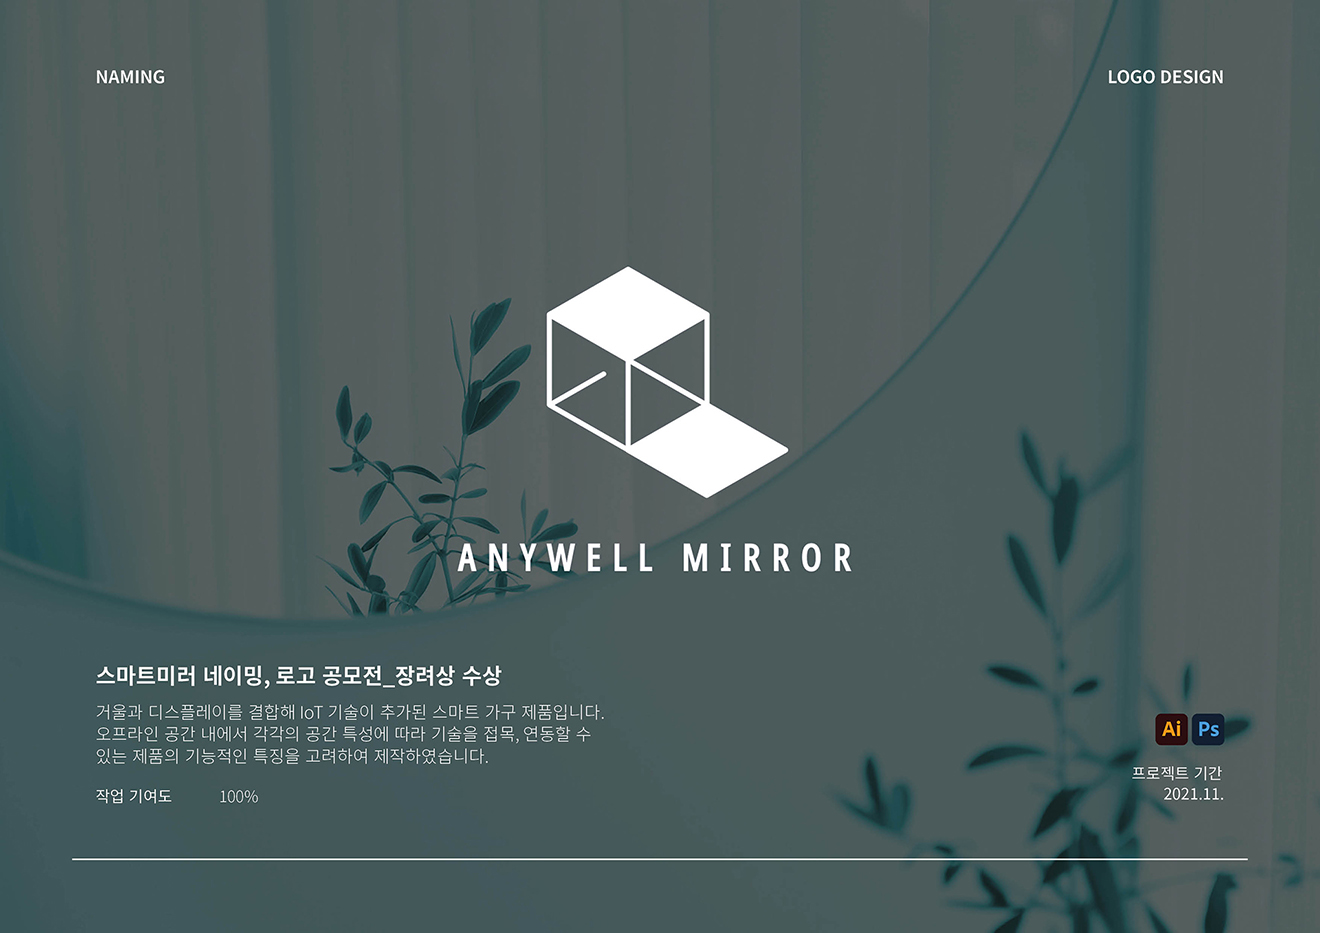 NAMING
LOGO DESIGN
ANYWELL MIRROR
스마트미러 네이밍, 로고 공모전_장려상 수상
거울과 디스플레이를 결합해 IoT 기술이 추가된 스마트 가구 제품입니다.
오프라인 공간 내에서 각각의 공간 특성에 따라 기술을 접목, 연동할 수
있는 제품의 기능적인 특징을 고려하여 제작하였습니다.
작업 기여도 100%
Ai Ps
프로젝트 기간
2021.11.